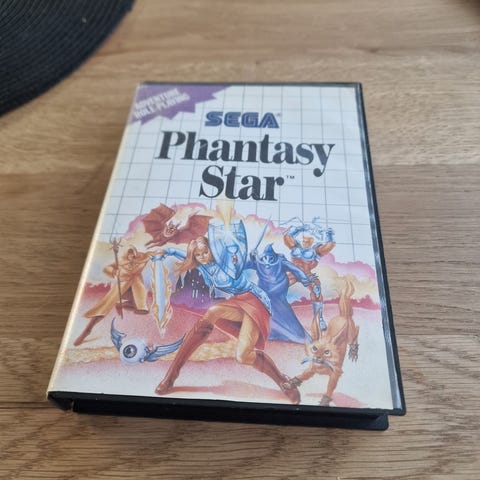 ADVENTURE
ROLE-PLAYING
SEGA®
Phantasy
Star™